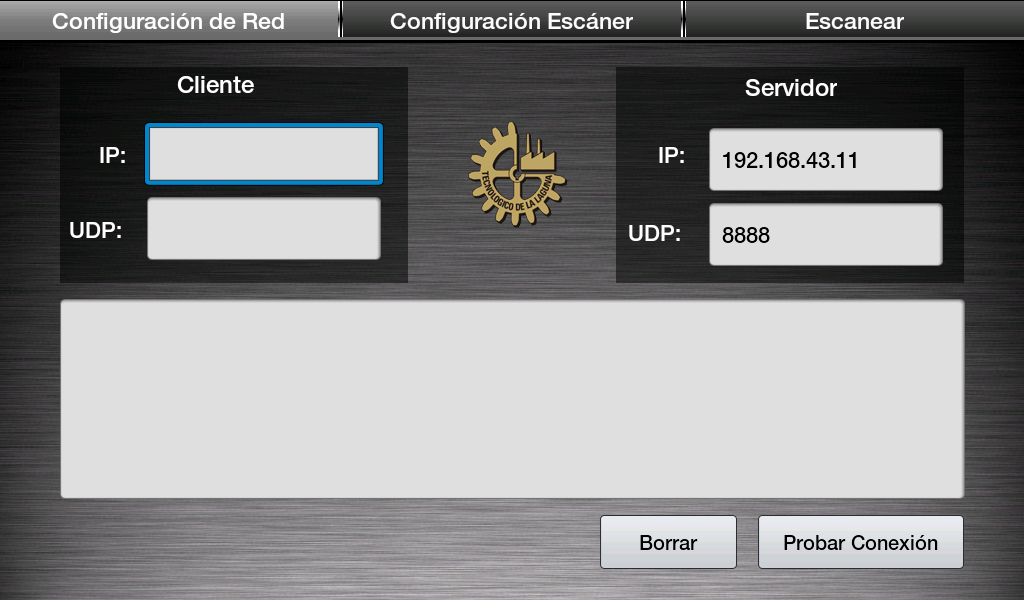 Configuración de Red
Configuración Escáner
Escanear
Cliente
IP:
UDP:
TECNOLOGICO DE LA LAGUNA
Servidor
IP:
192.168.43.11
UDP:
8888
Borrar
Probar Conexión